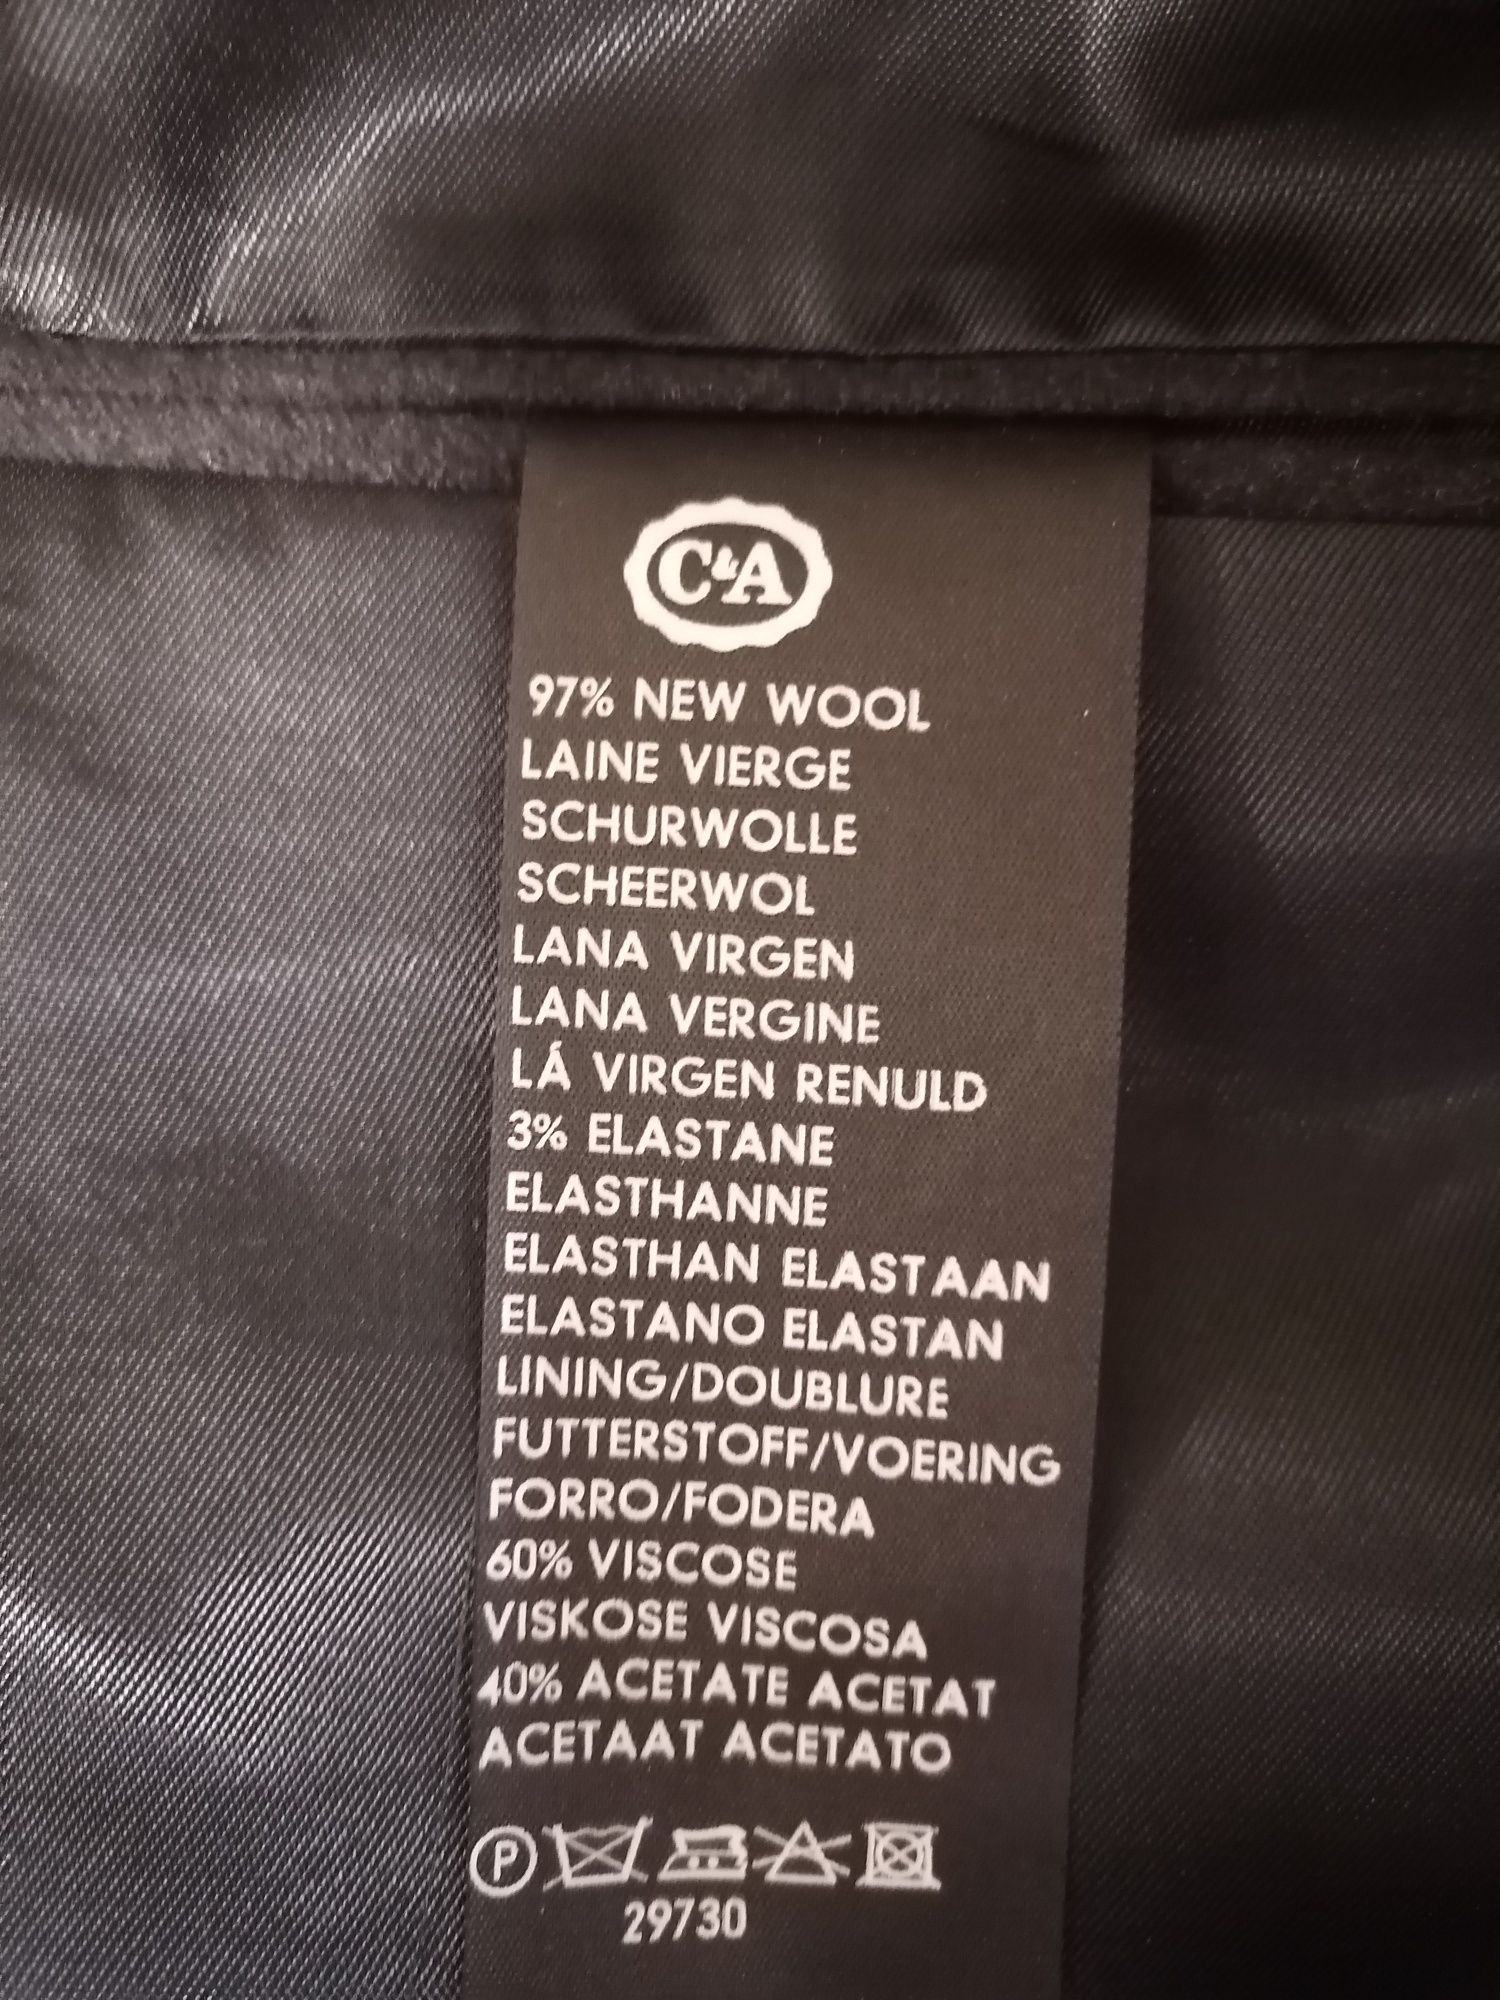 C&A
97% NEW WOOL
LAINE VIERGE
SCHURWOLLE
SCHEERWOL
LANA VIRGEN
LANA VERGINE
LÁ VIRGEN RENULD
3% ELASTANE
ELASTHANNE
ELASTHAN ELASTAAN
ELASTANO ELASTAN
LINING/DOUBLURE
FUTTERSTOFF/VOERING
FORRO/FODERA
60% VISCOSE
VISKOSE VISCOSA
40% ACETATE ACETAT
ACETAAT ACETATO
P
29730